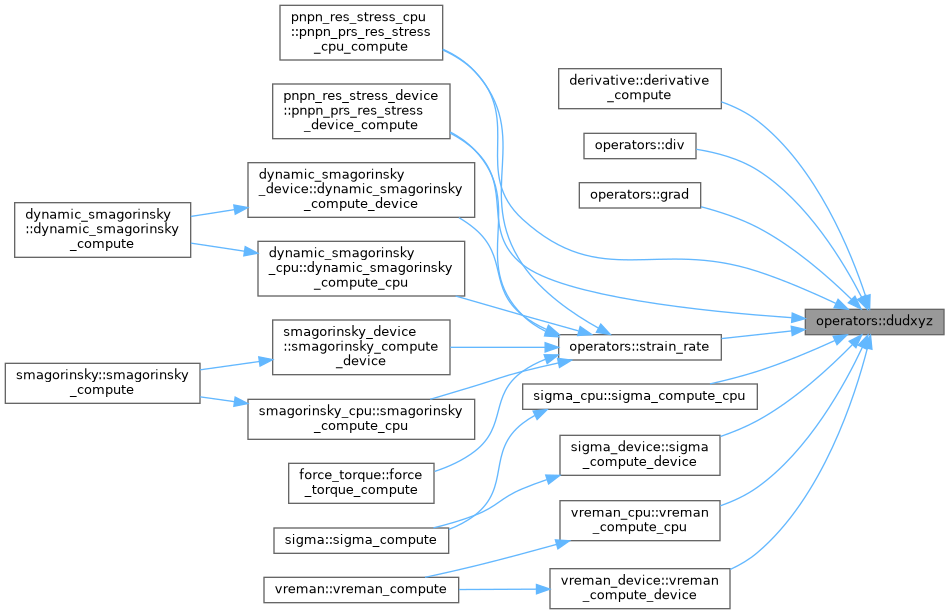 pnpn_res_stress_cpu
::pnpn_prs_res_stress
_cpu_compute
derivative::derivative
_compute
pnpn_res_stress_device
::pnpn_prs_res_stress
_device_compute
operators::div
dynamic_smagorinsky
_device::dynamic_smagorinsky
_compute_device
operators::grad
dynamic_smagorinsky
::dynamic_smagorinsky
_compute
dynamic_smagorinsky
_cpu::dynamic_smagorinsky
_compute_cpu
operators::dudxyz
smagorinsky_device
::smagorinsky_compute
_device
operators::strain_rate
smagorinsky::smagorinsky
_compute
sigma_cpu::sigma_compute_cpu
smagorinsky_cpu::smagorinsky
_compute_cpu
sigma_device::sigma
_compute_device
force_torque::force
_torque_compute
vreman_cpu::vreman
_compute_cpu
sigma::sigma_compute
vreman_device::vreman
_compute_device
vreman::vreman_compute